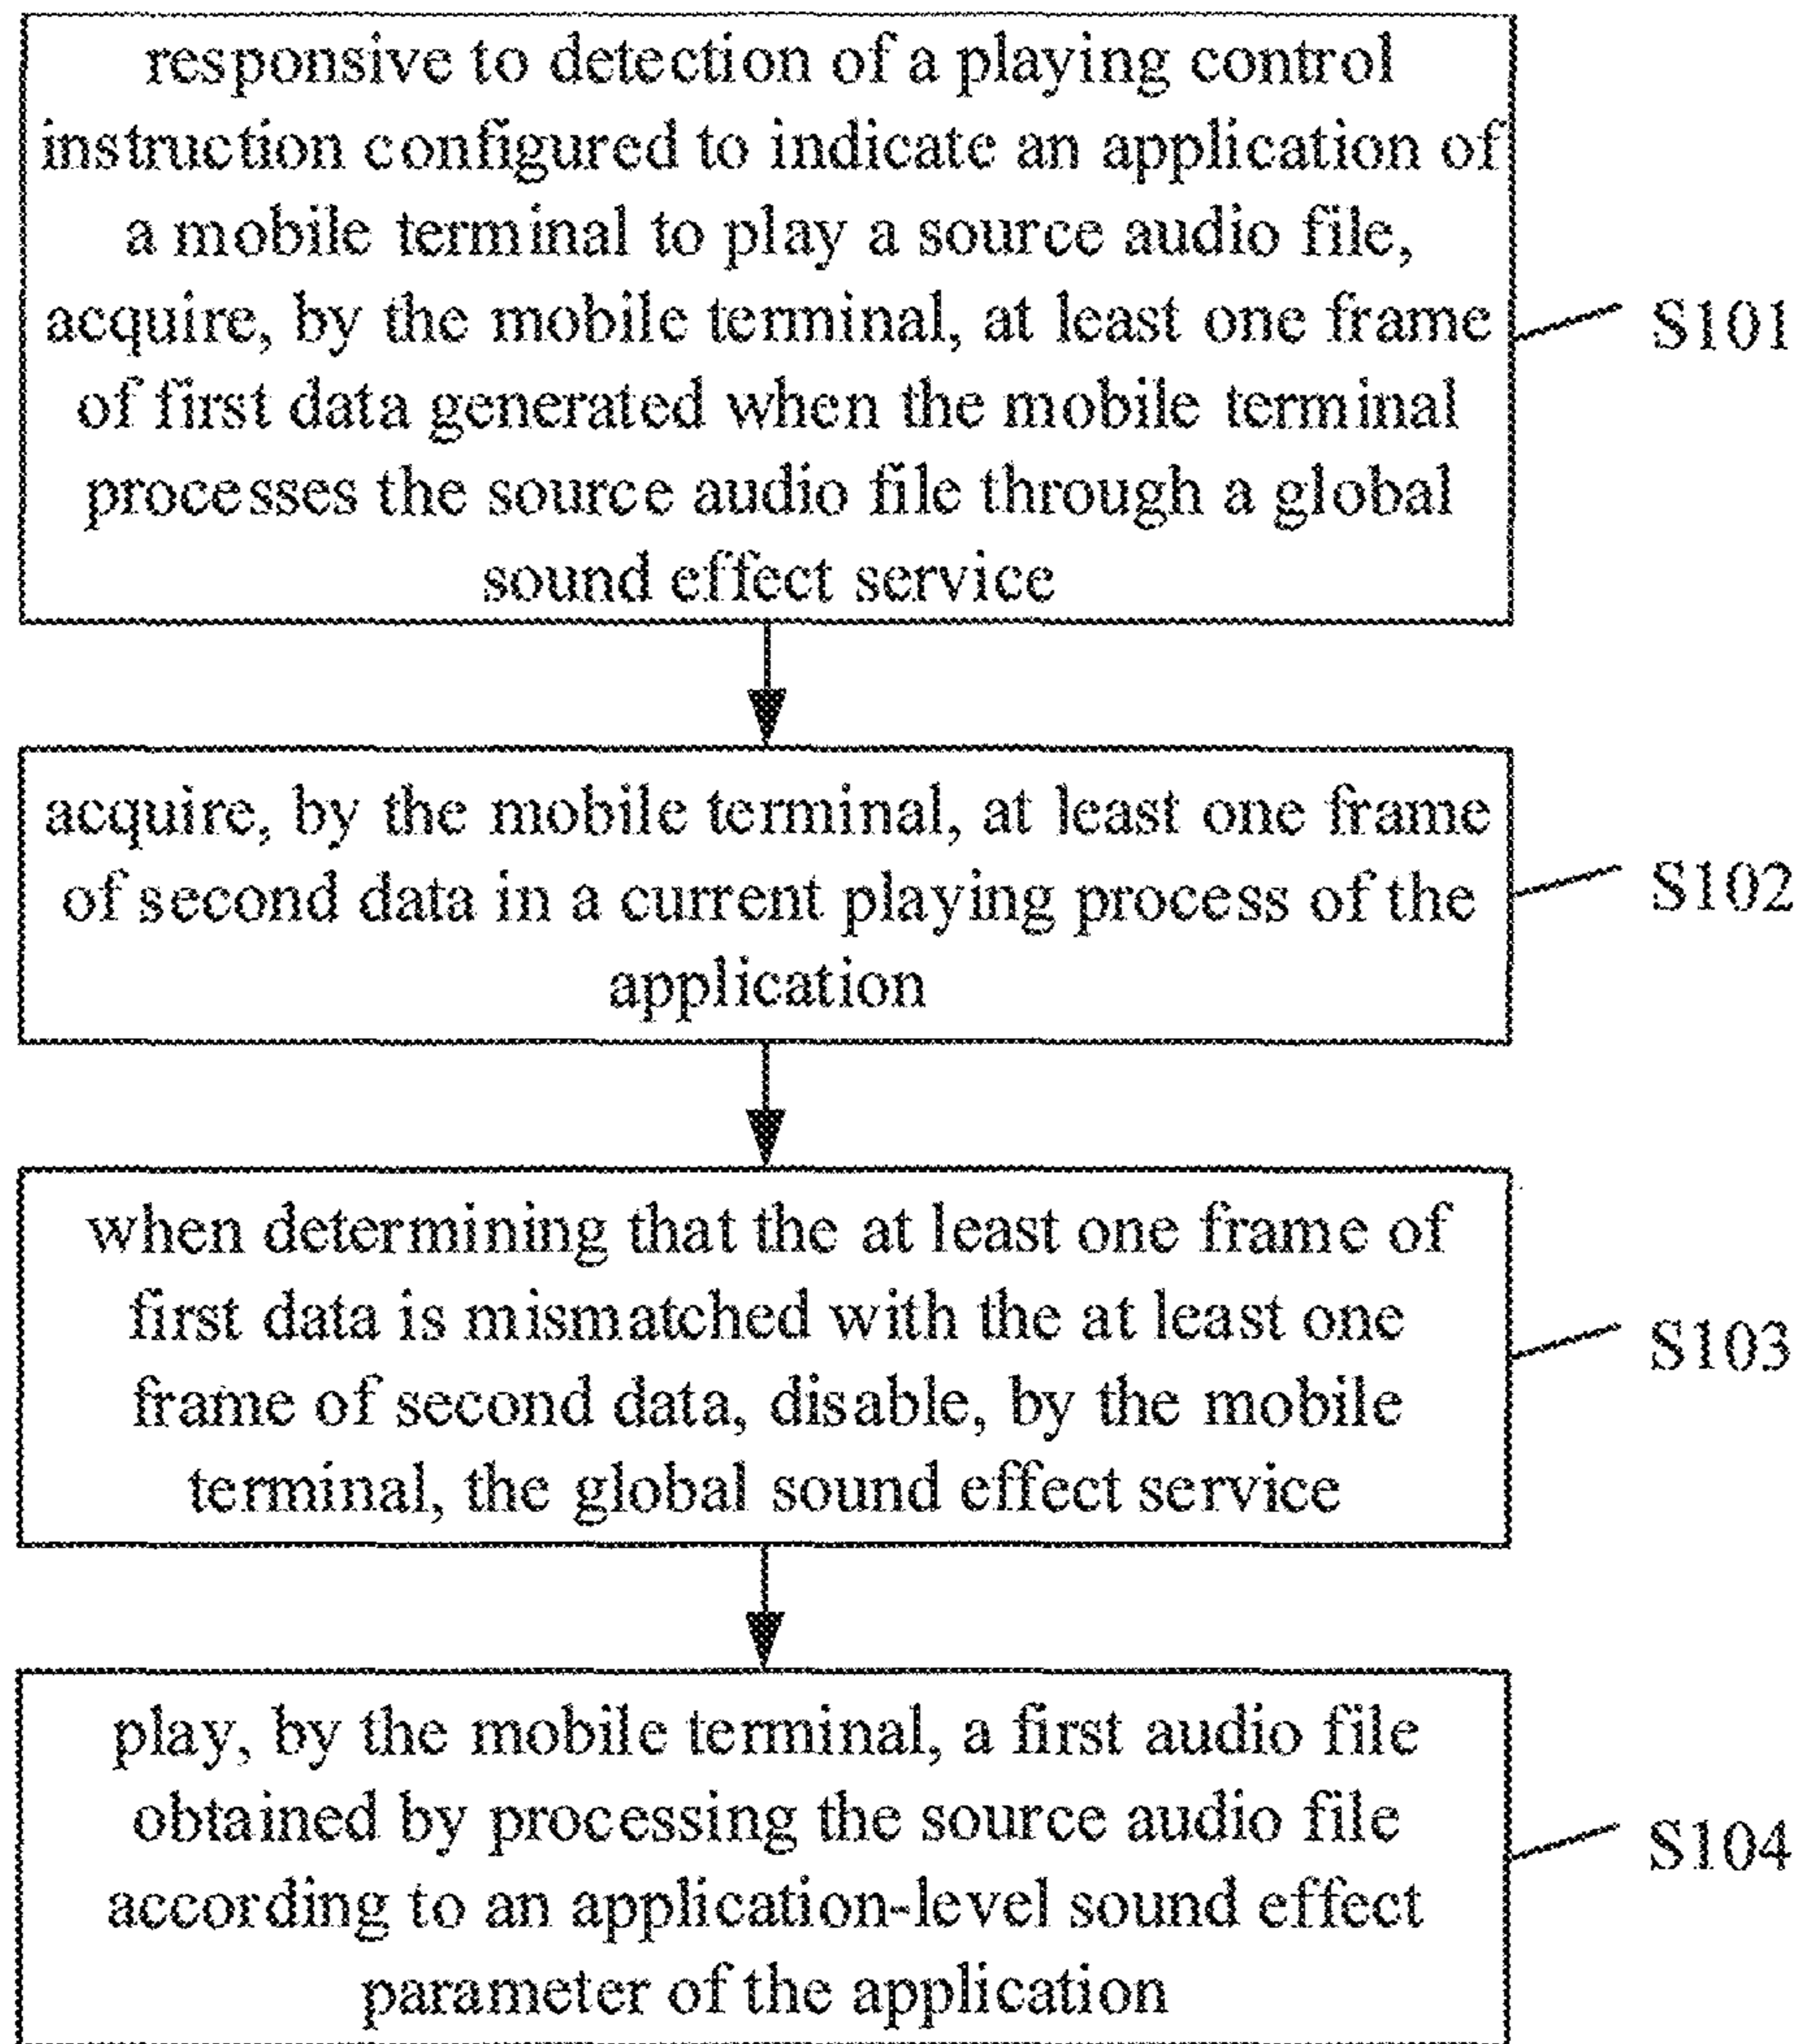 responsive to detection of a playing control
instruction configured to indicate an application of
a mobile terminal to play a source audio file,
acquire, by the mobile terminal, at least one frame
of first data generated when the mobile terminal
processes the source audio file through a global
sound effect service
S101
acquire, by the mobile terminal, at least one frame
of second data in a current playing process of the
application
S102
when determining that the at least one frame of
first data is mismatched with the at least one
frame of second data, disable, by the mobile
terminal, the global sound effect service
S103
play, by the mobile terminal, a first audio file
obtained by processing the source audio file
according to an application-level sound effect
parameter of the application
S104